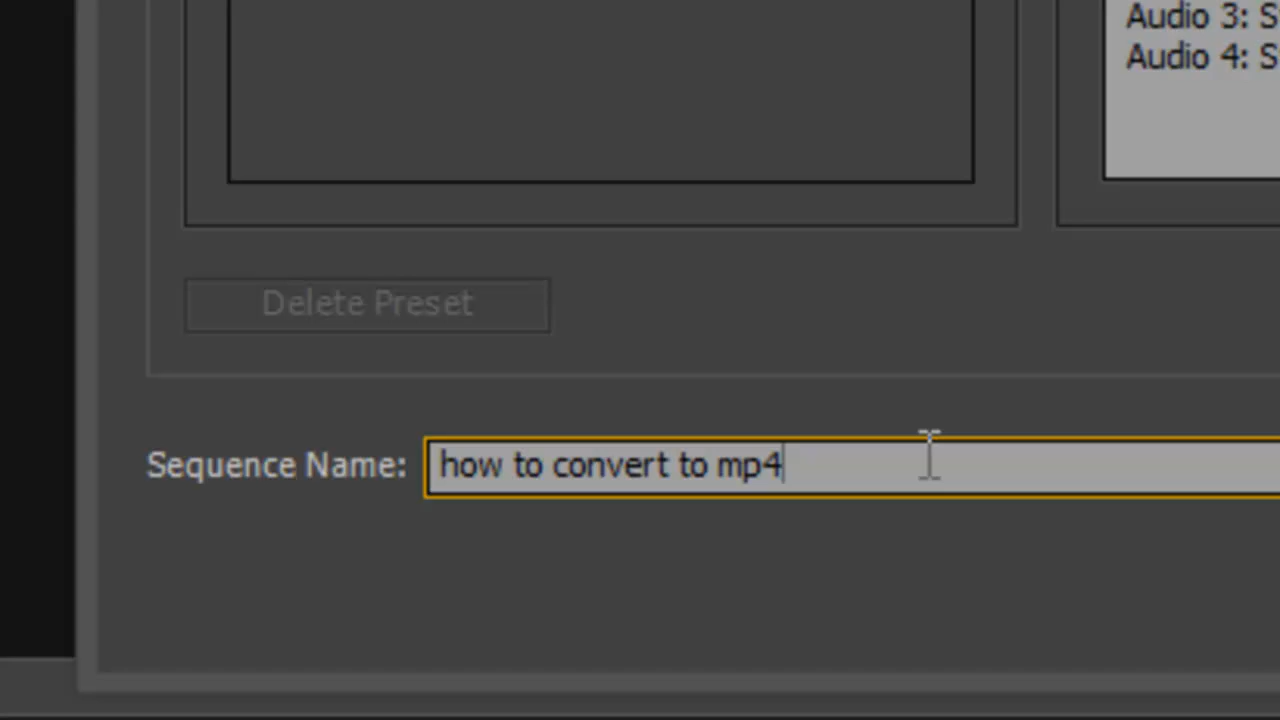 Audio 3: S
Audio 4: S
Delete Preset
Sequence Name: how to convert to mp4